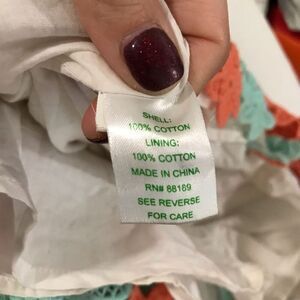 SHELL:
100% COTTON
LINING:
100% COTTON
MADE IN CHINA
RN# 88169
SEE REVERSE
FOR CARE